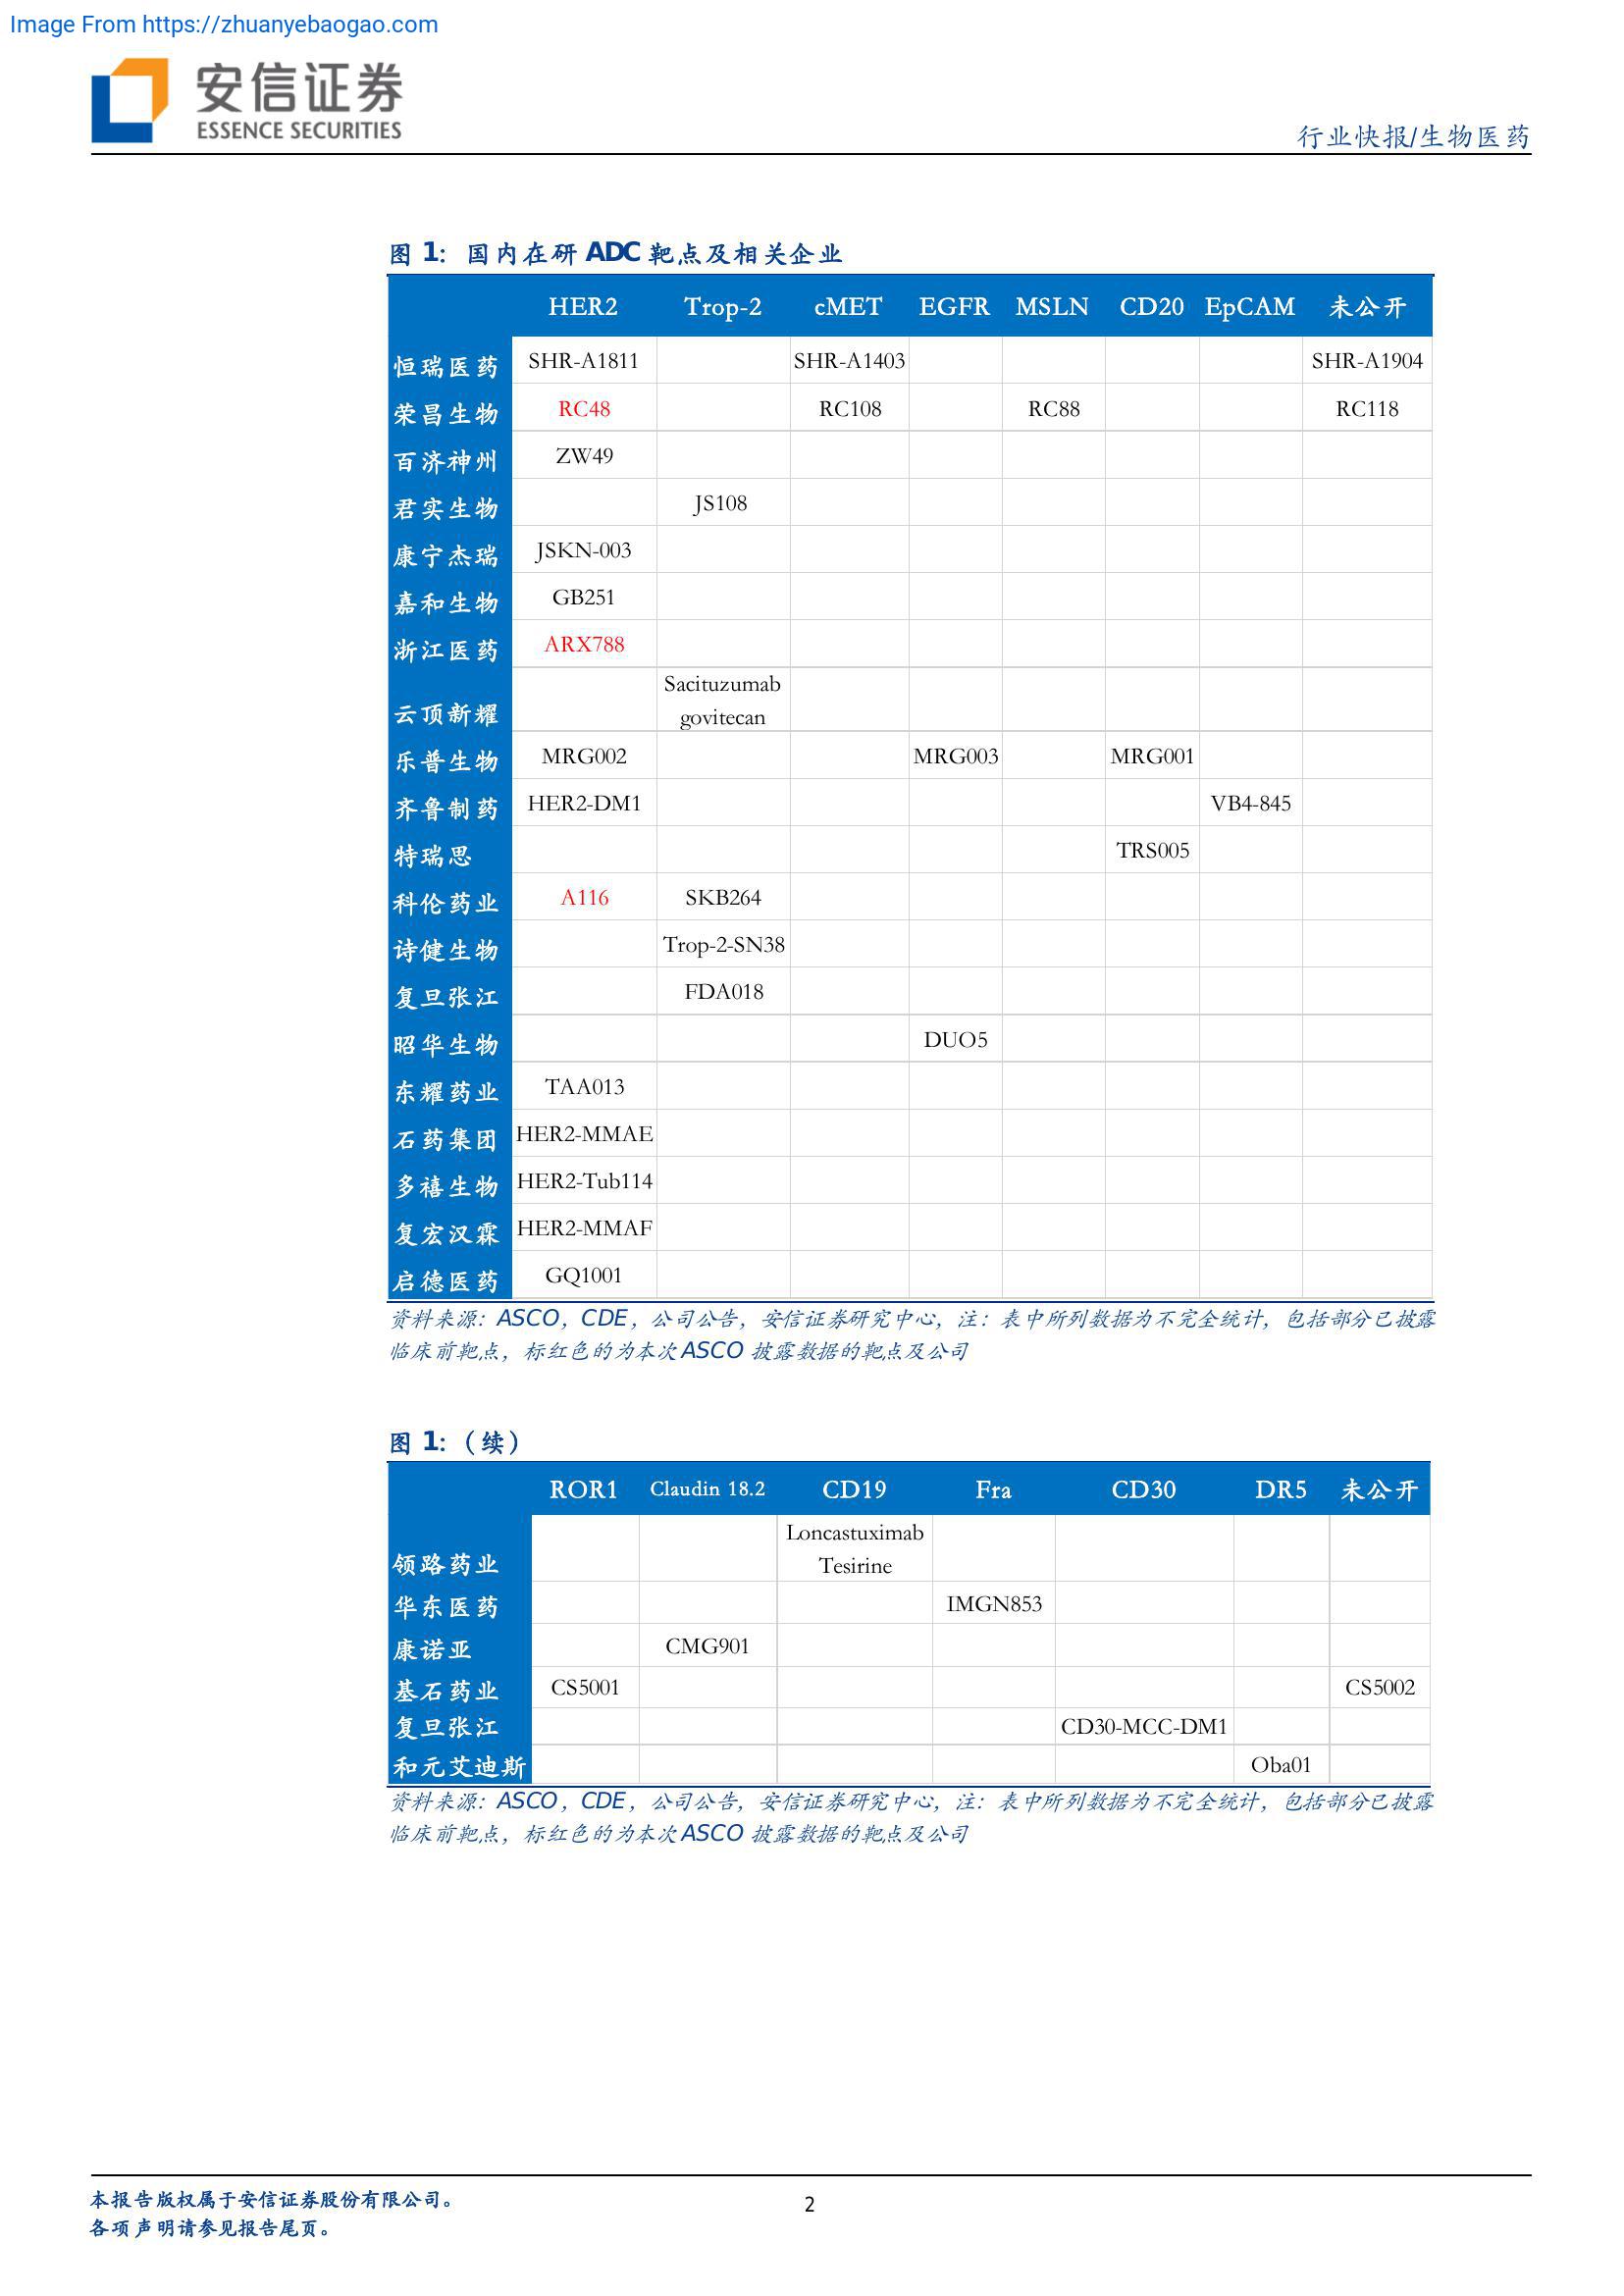 Image From https://zhuanyebaogao.com
安信证券
ESSENCE SECURITIES
行业快报/生物医药
图 1: 国内在研 ADC 靶点及相关企业
HER2 Trop-2 cMET EGFR MSLN CD20 EpCAM 未公开
恒瑞医药 SHR-A1811 SHR-A1403 SHR-A1904
荣昌生物 RC48 RC108 RC88 RC118
百济神州 ZW49
君实生物 JS108
康宁杰瑞 JSKN-003
嘉和生物 GB251
浙江医药 ARX788
云顶新耀 Sacituzumab
govitecan
乐普生物 MRG002 MRG003 MRG001
齐鲁制药 HER2-DM1 VB4-845
特瑞思 TRS005
科伦药业 A116 SKB264
诗健生物 Trop-2-SN38
复旦张江 FDA018
昭华生物 DUO5
东耀药业 TAA013
石药集团 HER2-MMAE
多禧生物 HER2-Tub114
复宏汉霖 HER2-MMAF
启德医药 GQ1001
资料来源：ASCO，CDE，公司公告，安信证券研究中心，注：表中所列数据为不完全统计，包括部分已披露
临床前靶点，标红色的为本次 ASCO 披露数据的靶点及公司
图 1:（续）
ROR1 Claudin 18.2 CD19 Fra CD30 DR5 未公开
领路药业 Loncastuximab
Tesirine
华东医药 IMGN853
康诺亚 CMG901
基石药业 CS5001 CS5002
复旦张江 CD30-MCC-DM1
和元艾迪斯 Oba01
资料来源：ASCO，CDE，公司公告，安信证券研究中心，注：表中所列数据为不完全统计，包括部分已披露
临床前靶点，标红色的为本次 ASCO 披露数据的靶点及公司
本报告版权属于安信证券股份有限公司。
各项声明请参见报告尾页。
2